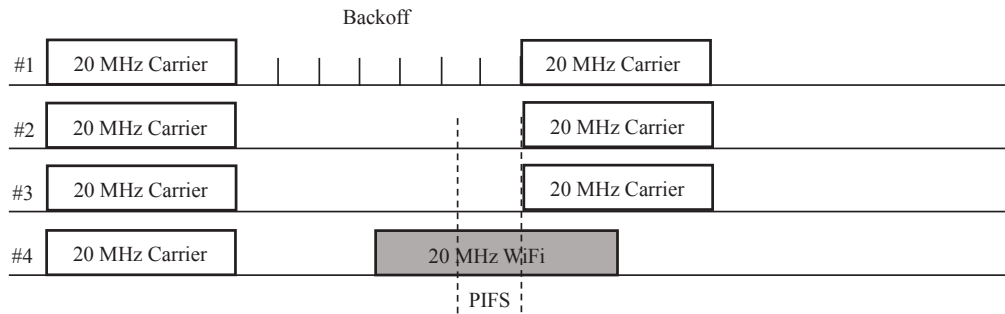 Backoff
#1 20 MHz Carrier 20 MHz Carrier
#2 20 MHz Carrier 20 MHz Carrier
#3 20 MHz Carrier 20 MHz Carrier
#4 20 MHz Carrier 20 MHz WiFi
PIFS